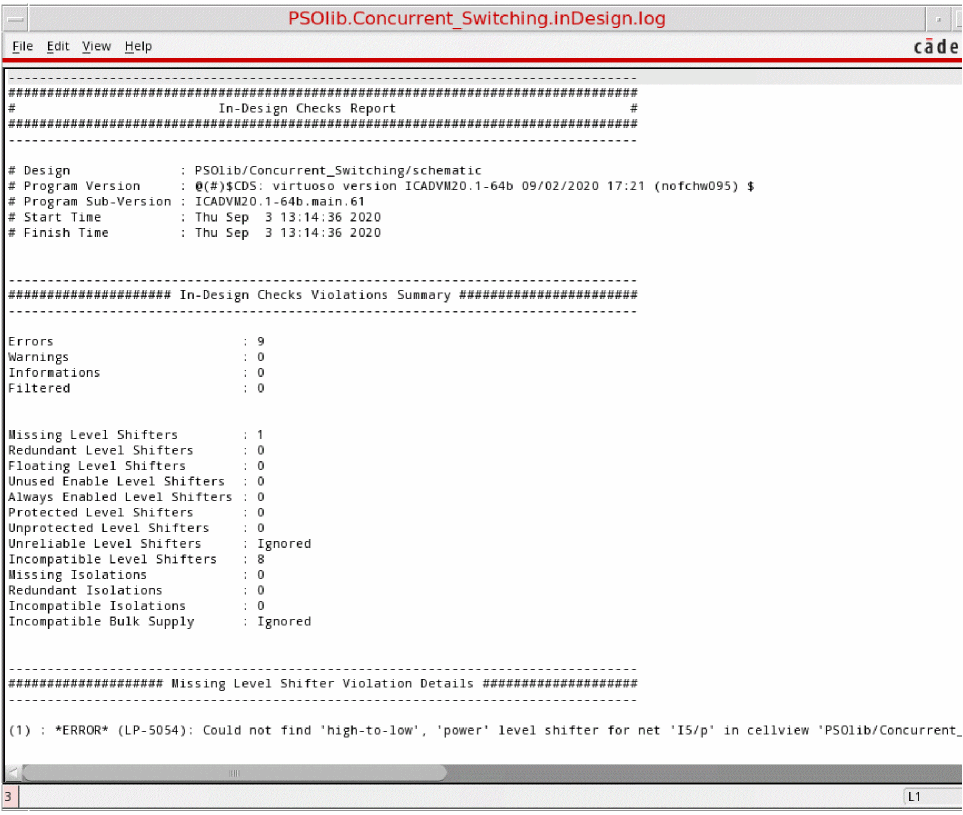 PSOlib.Concurrent_Switching.inDesign.log
File Edit View Help
cāde
--------------------------------------------------------------------------------
#################################################################################
# In-Design Checks Report #
#################################################################################
--------------------------------------------------------------------------------
# Design : PSOlib/Concurrent_Switching/schematic
# Program Version : @(#)$CDS: virtuoso version ICADVM20.1-64b 09/02/2020 17:21 (nofchw095) $
# Program Sub-Version : ICADVM20.1-64b.main.61
# Start Time : Thu Sep 3 13:14:36 2020
# Finish Time : Thu Sep 3 13:14:36 2020
--------------------------------------------------------------------------------
##################### In-Design Checks Violations Summary #######################
--------------------------------------------------------------------------------
Errors : 9
Warnings : 0
Informations : 0
Filtered : 0
Missing Level Shifters : 1
Redundant Level Shifters : 0
Floating Level Shifters : 0
Unused Enable Level Shifters : 0
Always Enabled Level Shifters : 0
Protected Level Shifters : 0
Unprotected Level Shifters : 0
Unreliable Level Shifters : Ignored
Incompatible Level Shifters : 8
Missing Isolations : 0
Redundant Isolations : 0
Incompatible Isolations : 0
Incompatible Bulk Supply : Ignored
--------------------------------------------------------------------------------
#################### Missing Level Shifter Violation Details ####################
--------------------------------------------------------------------------------
(1) : *ERROR* (LP-5054): Could not find 'high-to-low', 'power' level shifter for net 'I5/p' in cellview 'PSOlib/Concurrent_
3
L1